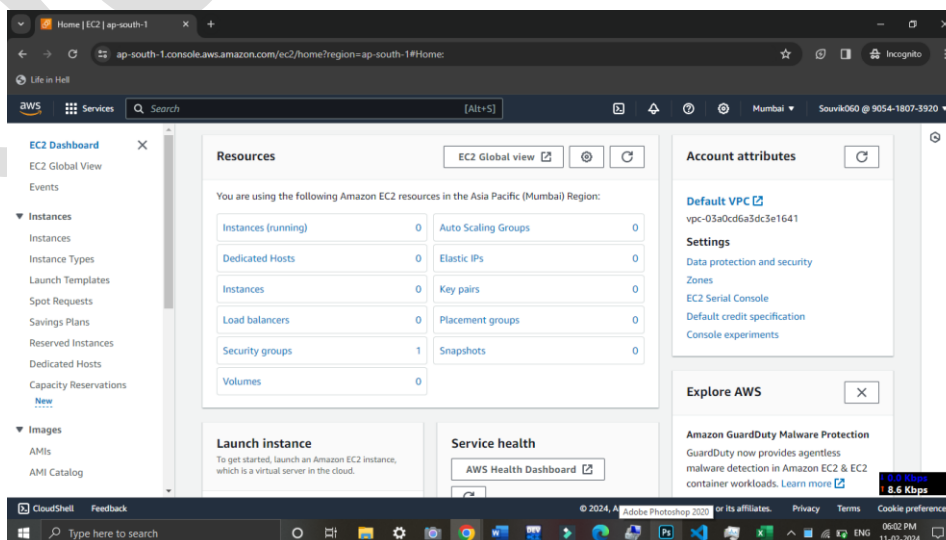 Home | EC2 | ap-south-1
ap-south-1.console.aws.amazon.com/ec2/home?region=ap-south-1#Home:
Incognito
Life in Hell
aws
Services
Search
[Alt+S]
Mumbai
Souvik060 @ 9054-1807-3920
EC2 Dashboard
EC2 Global View
Events
Instances
Instances
Instance Types
Launch Templates
Spot Requests
Savings Plans
Reserved Instances
Dedicated Hosts
Capacity Reservations
New
Images
AMIs
AMI Catalog
Resources
EC2 Global view
You are using the following Amazon EC2 resources in the Asia Pacific (Mumbai) Region:
Instances (running) 0
Auto Scaling Groups 0
Dedicated Hosts 0
Elastic IPs 0
Instances 0
Key pairs 0
Load balancers 0
Placement groups 0
Security groups 1
Snapshots 0
Volumes 0
Launch instance
To get started, launch an Amazon EC2 instance,
which is a virtual server in the cloud.
Service health
AWS Health Dashboard
Account attributes
Default VPC
vpc-03a0cd6a3dc3e1641
Settings
Data protection and security
Zones
EC2 Serial Console
Default credit specification
Console experiments
Explore AWS
Amazon GuardDuty Malware Protection
GuardDuty now provides agentless
malware detection in Amazon EC2 & EC2
container workloads. Learn more
0.0 Kbps
8.6 Kbps
CloudShell
Feedback
© 2024, A
Adobe Photoshop 2020
or its affiliates.
Privacy
Terms
Cookie preference
Type here to search
ENG
06:02 PM
11-02-2024